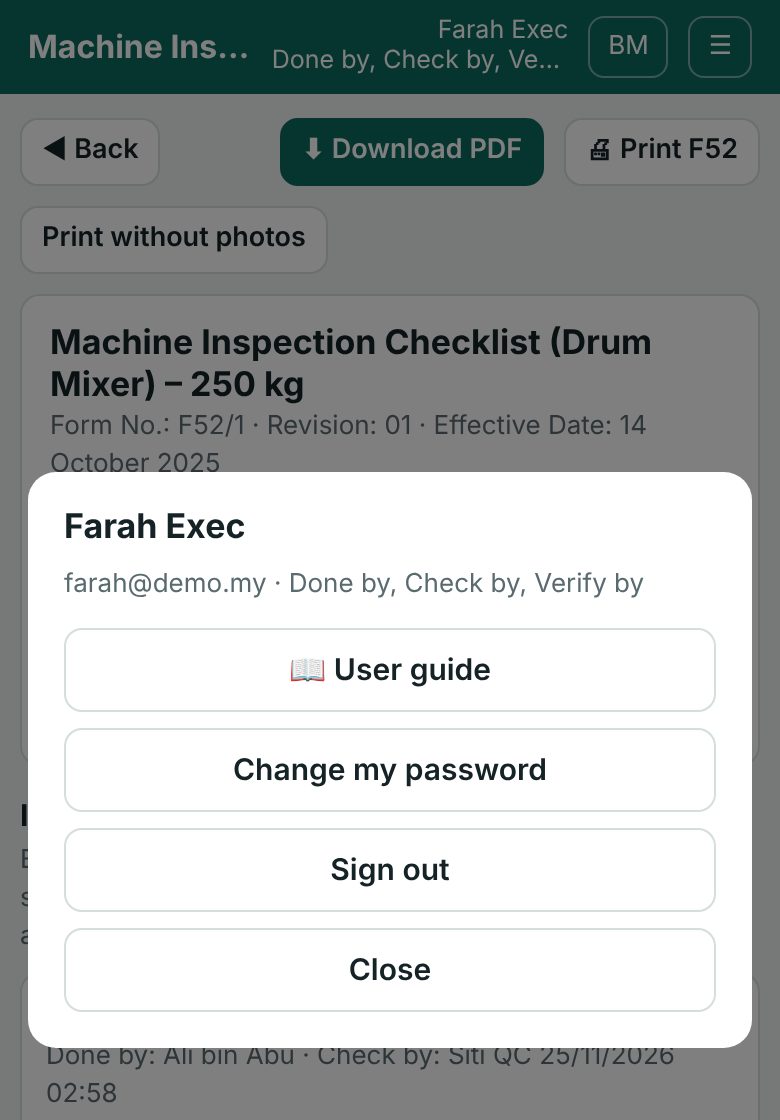 Machine Ins...
Farah Exec
Done by, Check by, Ve...
BM
☰
◀ Back
⬇ Download PDF
🖨 Print F52
Print without photos
Machine Inspection Checklist (Drum
Mixer) – 250 kg
Form No.: F52/1 · Revision: 01 · Effective Date: 14
October 2025
Farah Exec
farah@demo.my · Done by, Check by, Verify by
📖 User guide
Change my password
Sign out
Close
Done by: Ali bin Abu · Check by: Siti QC 25/11/2026
02:58